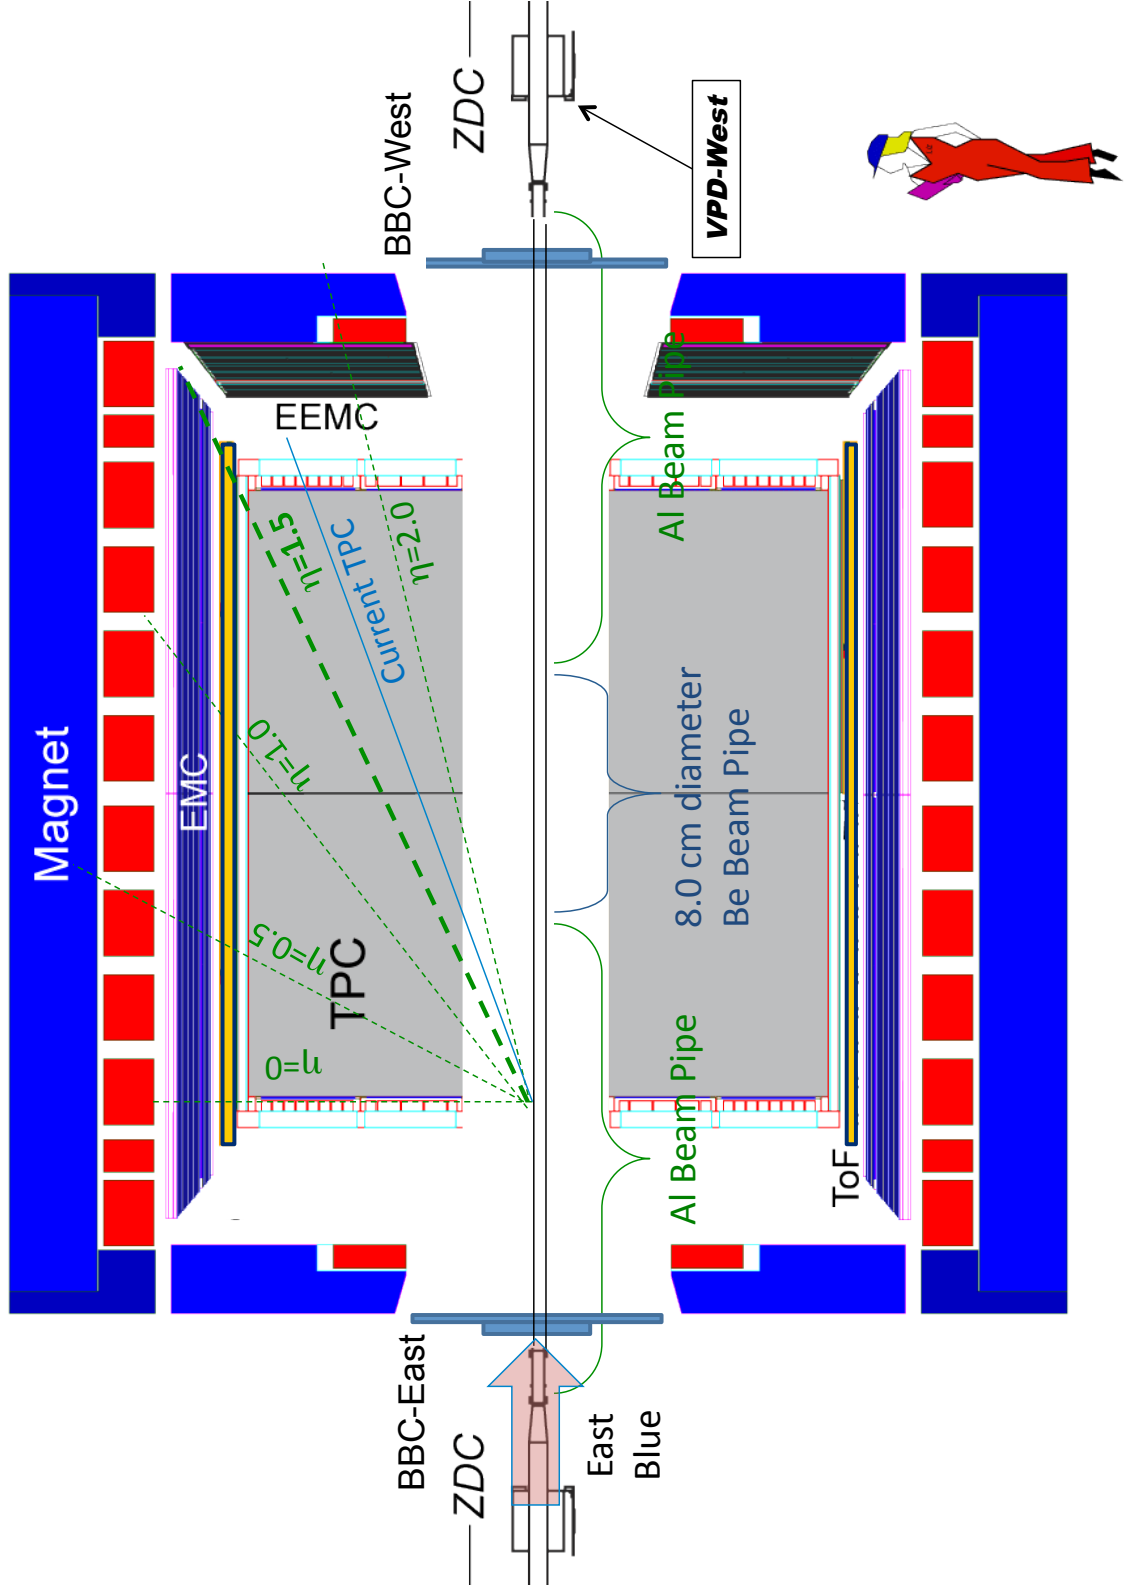 ZDC
BBC-West
VPD-West
EEMC
Al Beam Pipe
η=1.5
η=2.0
Current TPC
η=1.0
Magnet
EMC
8.0 cm diameter
Be Beam Pipe
η=0.5
TPC
η=0
Al Beam Pipe
ToF
BBC-East
ZDC
East
Blue